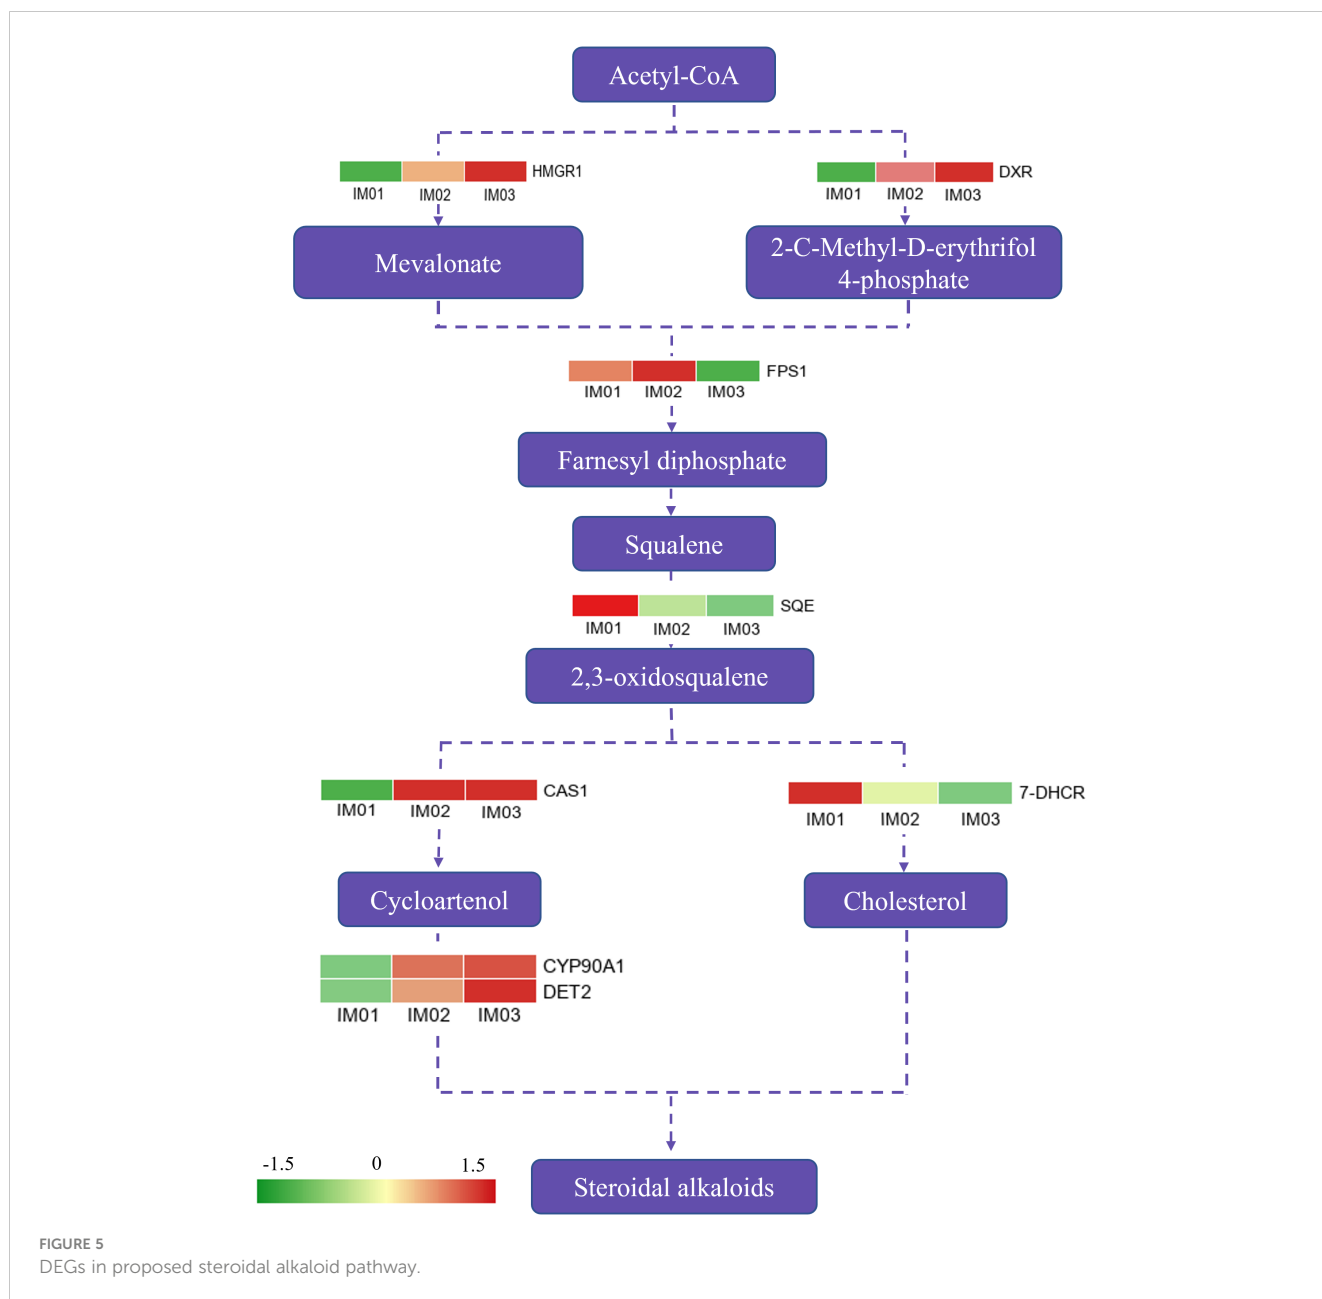 Acetyl-CoA
HMGR1
IM01 IM02 IM03
DXR
IM01 IM02 IM03
Mevalonate
2-C-Methyl-D-erythrifol
4-phosphate
FPS1
IM01 IM02 IM03
Farnesyl diphosphate
Squalene
SQE
IM01 IM02 IM03
2,3-oxidosqualene
CAS1
IM01 IM02 IM03
7-DHCR
IM01 IM02 IM03
Cycloartenol
Cholesterol
CYP90A1
DET2
IM01 IM02 IM03
-1.5 0 1.5
Steroidal alkaloids
FIGURE 5
DEGs in proposed steroidal alkaloid pathway.